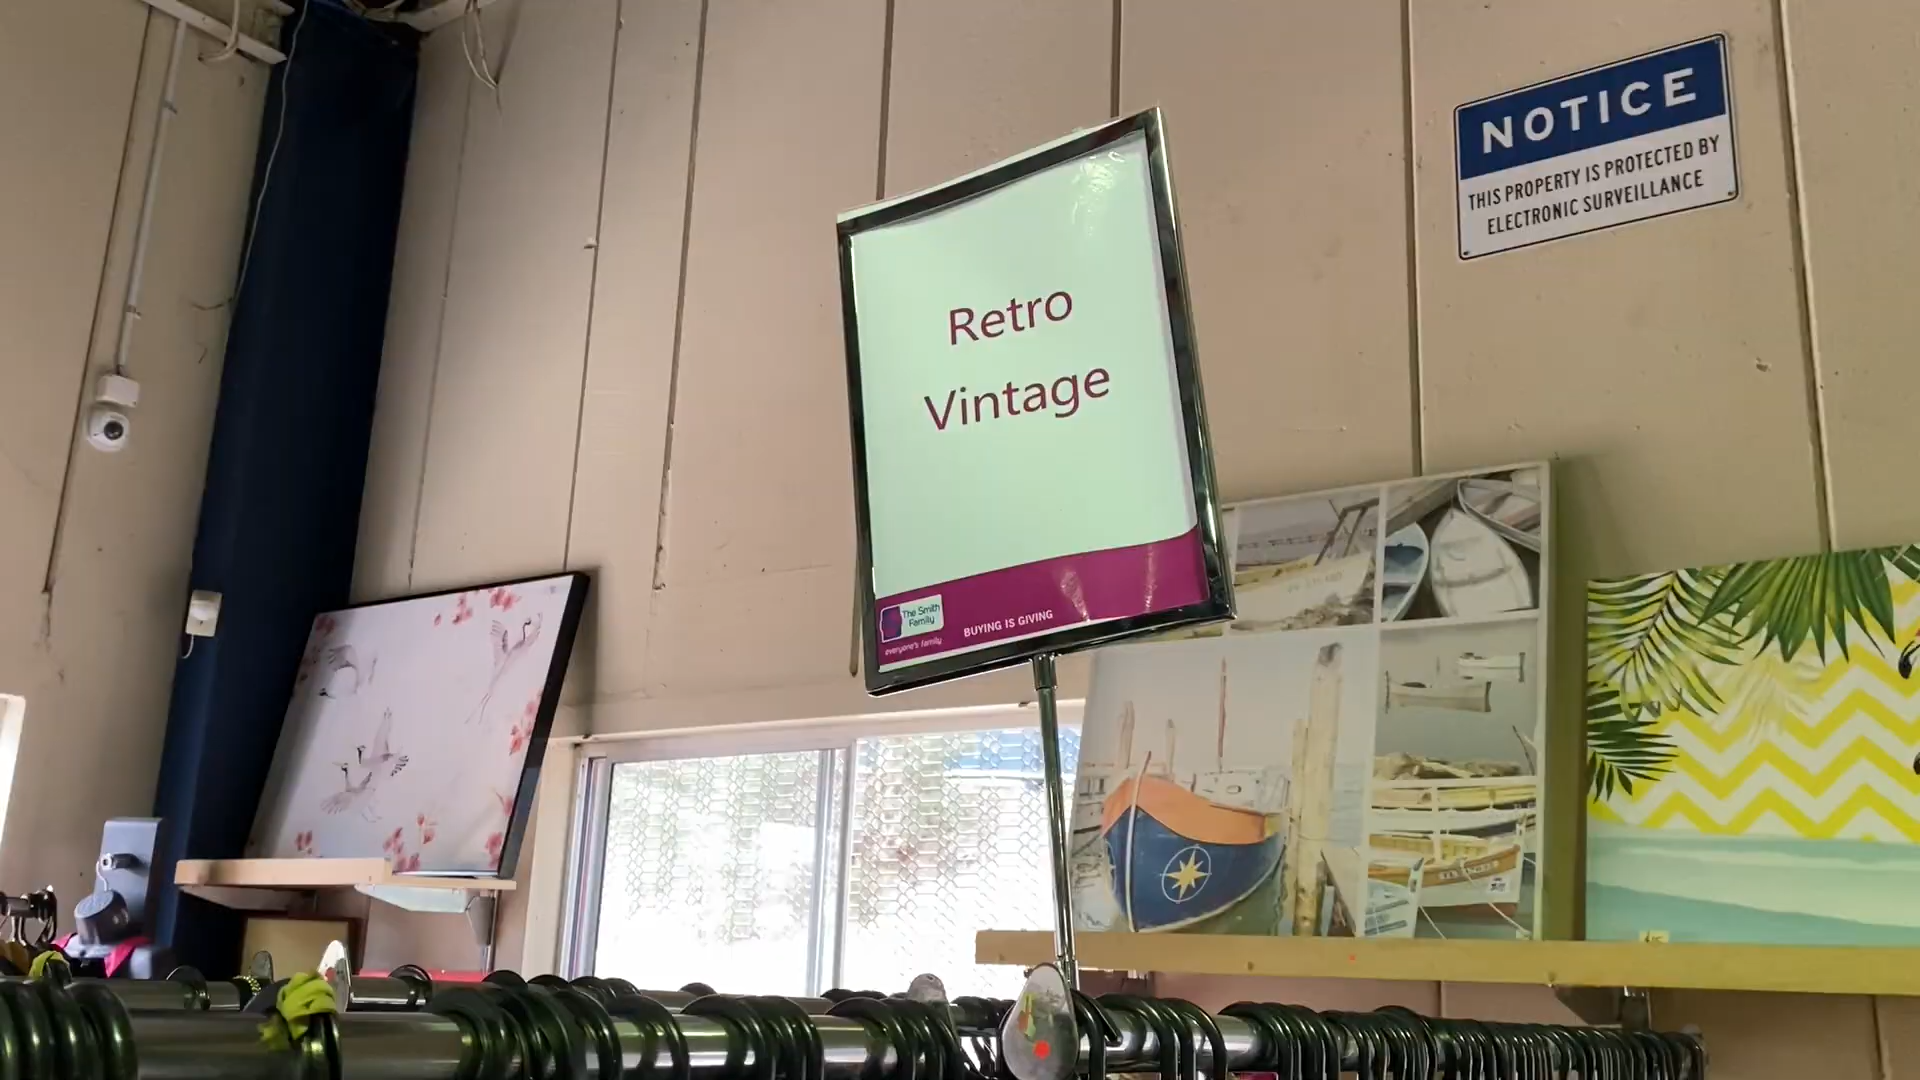 NOTICE
THIS PROPERTY IS PROTECTED BY
ELECTRONIC SURVEILLANCE
Retro
Vintage
The Smith
Family
everyone's family
BUYING IS GIVING